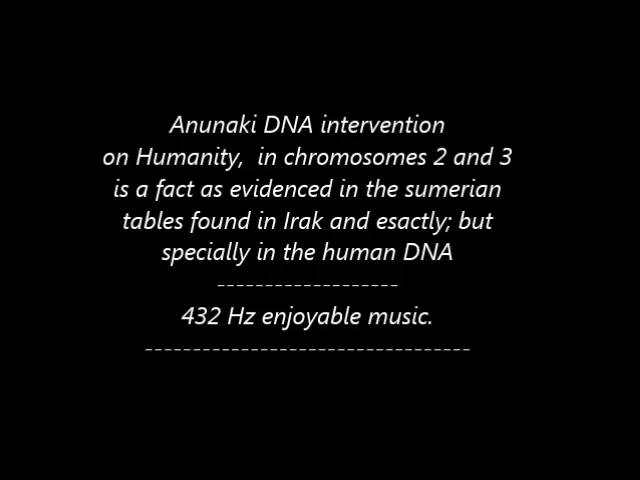 Anunaki DNA intervention
on Humanity,  in chromosomes 2 and 3
is a fact as evidenced in the sumerian
tables found in Irak and esactly; but
specially in the human DNA
-------------------
432 Hz enjoyable music.
----------------------------------